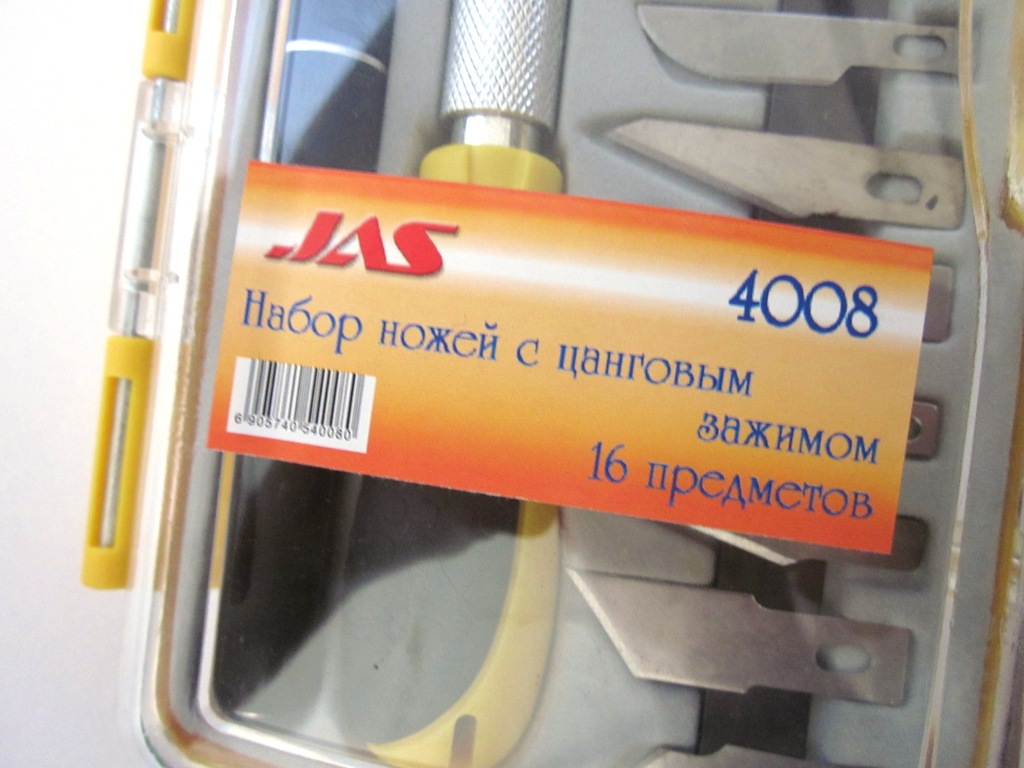 JAS
4008
Набор ножей с цанговым
зажимом
16 предметов
6 905740 540080